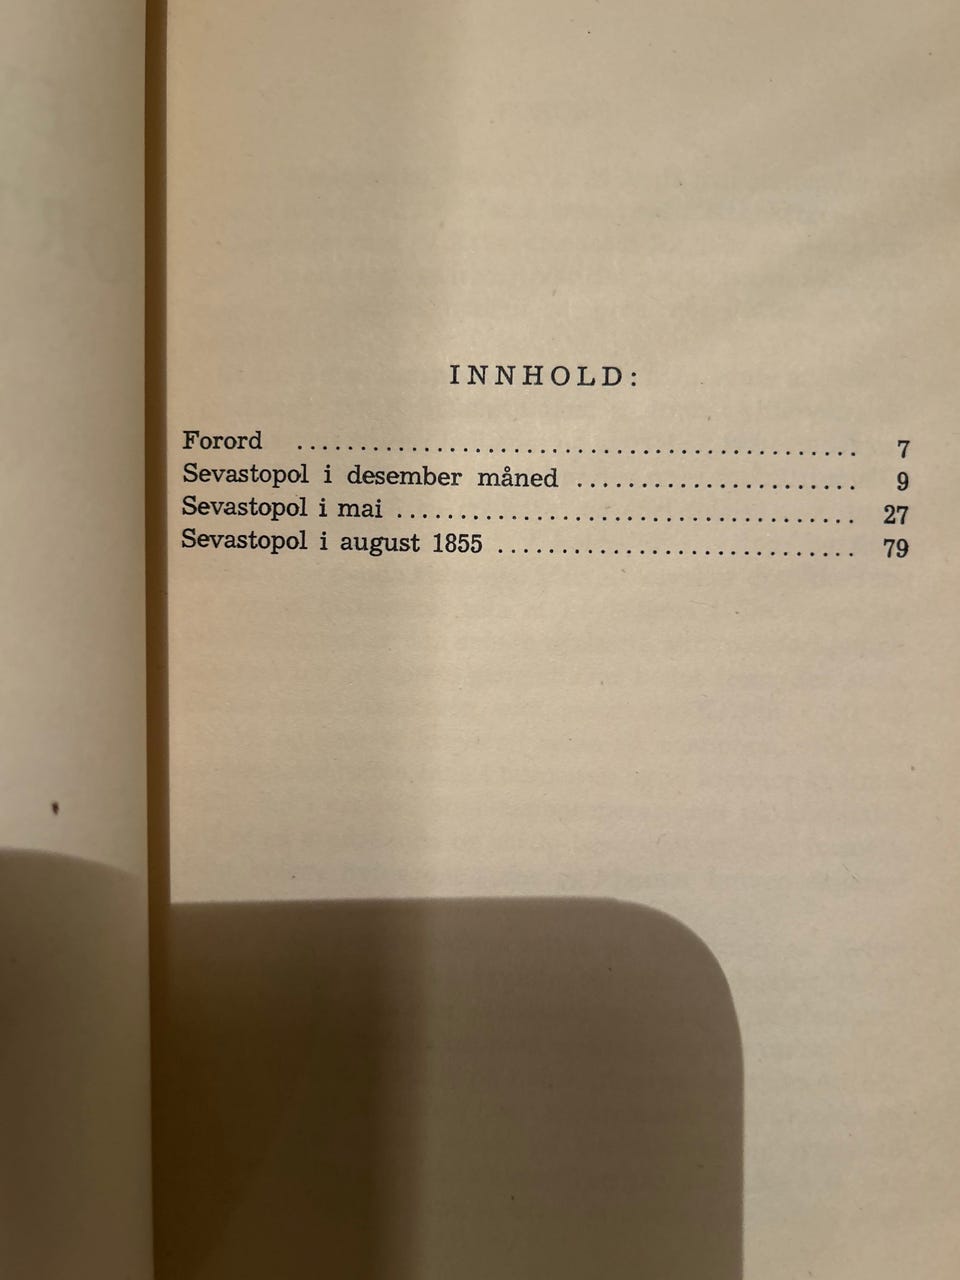 INNHOLD:
Forord ............................................ 7
Sevastopol i desember måned ...................... 9
Sevastopol i mai .................................... 27
Sevastopol i august 1855 ............................ 79